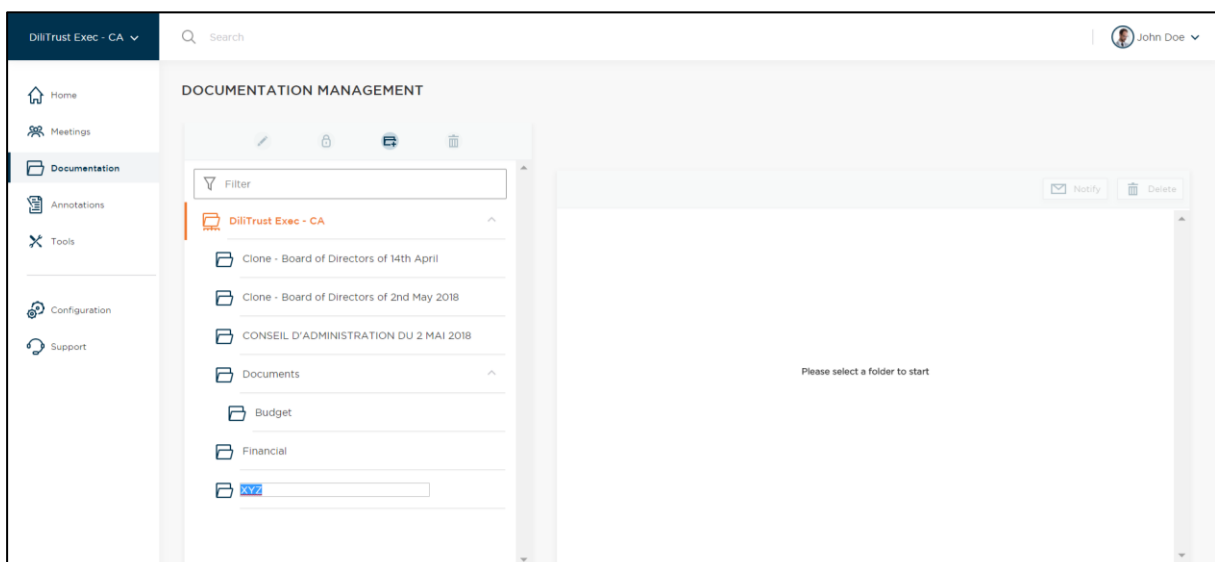 DiliTrust Exec - CA
Search
John Doe
Home
Meetings
Documentation
Annotations
Tools
Configuration
Support
DOCUMENTATION MANAGEMENT
Filter
DiliTrust Exec - CA
Clone - Board of Directors of 14th April
Clone - Board of Directors of 2nd May 2018
CONSEIL D'ADMINISTRATION DU 2 MAI 2018
Documents
Budget
Financial
XYZ
Notify
Delete
Please select a folder to start